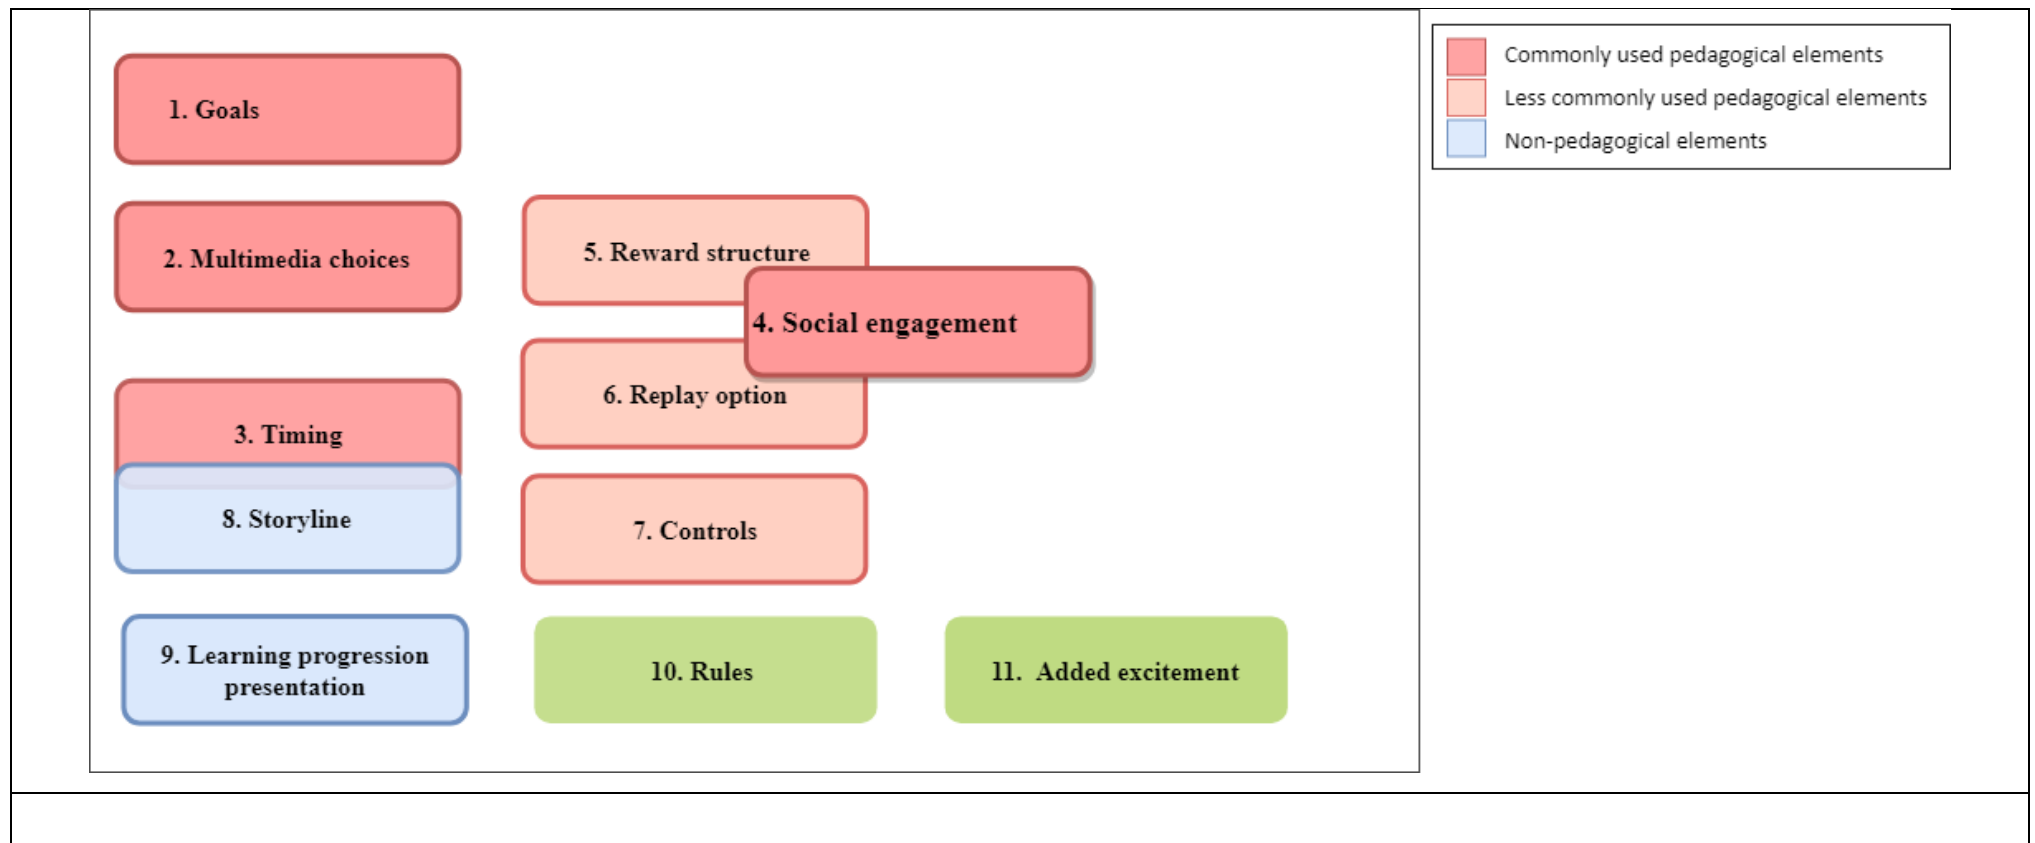 1. Goals
2. Multimedia choices
3. Timing
8. Storyline
9. Learning progression
presentation
5. Reward structure
4. Social engagement
6. Replay option
7. Controls
10. Rules
11. Added excitement
Commonly used pedagogical elements
Less commonly used pedagogical elements
Non-pedagogical elements